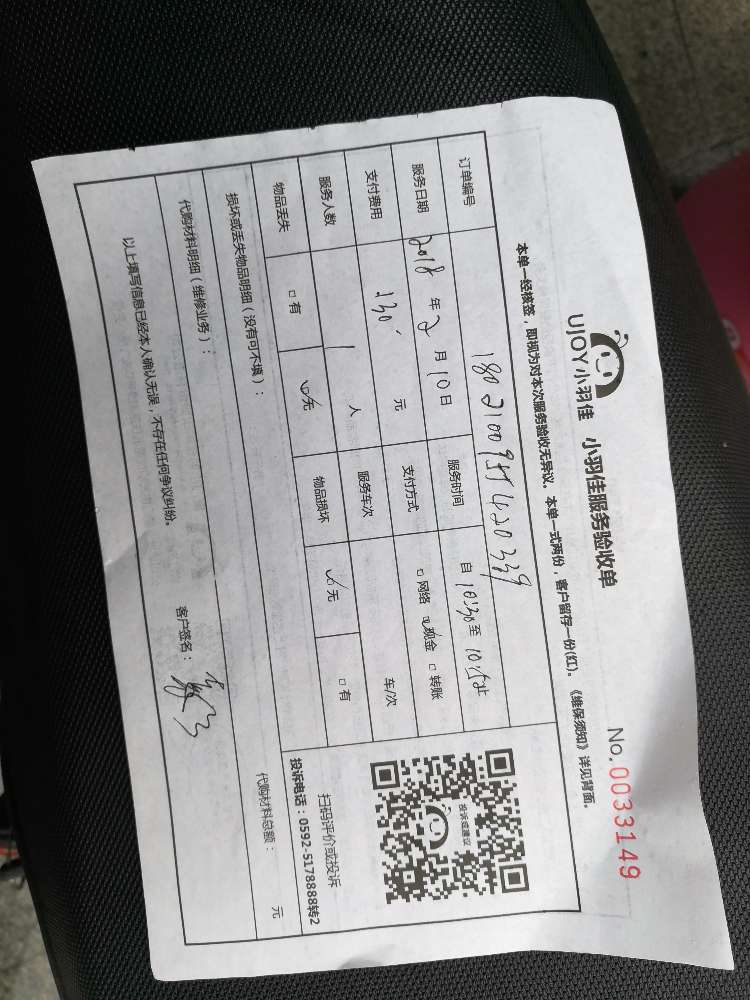 UJOY小羽佳 小羽佳服务验收单 No.0033149
本单一经核签，即视为对本次服务验收无异议。本单一式两份，客户留存一份(红)。《维保须知》详见背面。
订单编号
服务日期 2018 年 2 月 10 日 服务时间 自 10:30 至 止
支付费用 130 元 支付方式 □网络 ☑现金 □转账
服务人数 1 人 服务车次 车/次
物品丢失 □有 ☑无 物品损坏 ☑无 □有
损坏或丢失物品明细（没有可不填）：
代购材料明细（维修业务）： 代购材料总额： 元
以上填写信息已经本人确认无误，不存在任何争议纠纷。 客户签名：
投诉或建议
扫码评价或投诉
投诉电话：0592-5178888转2